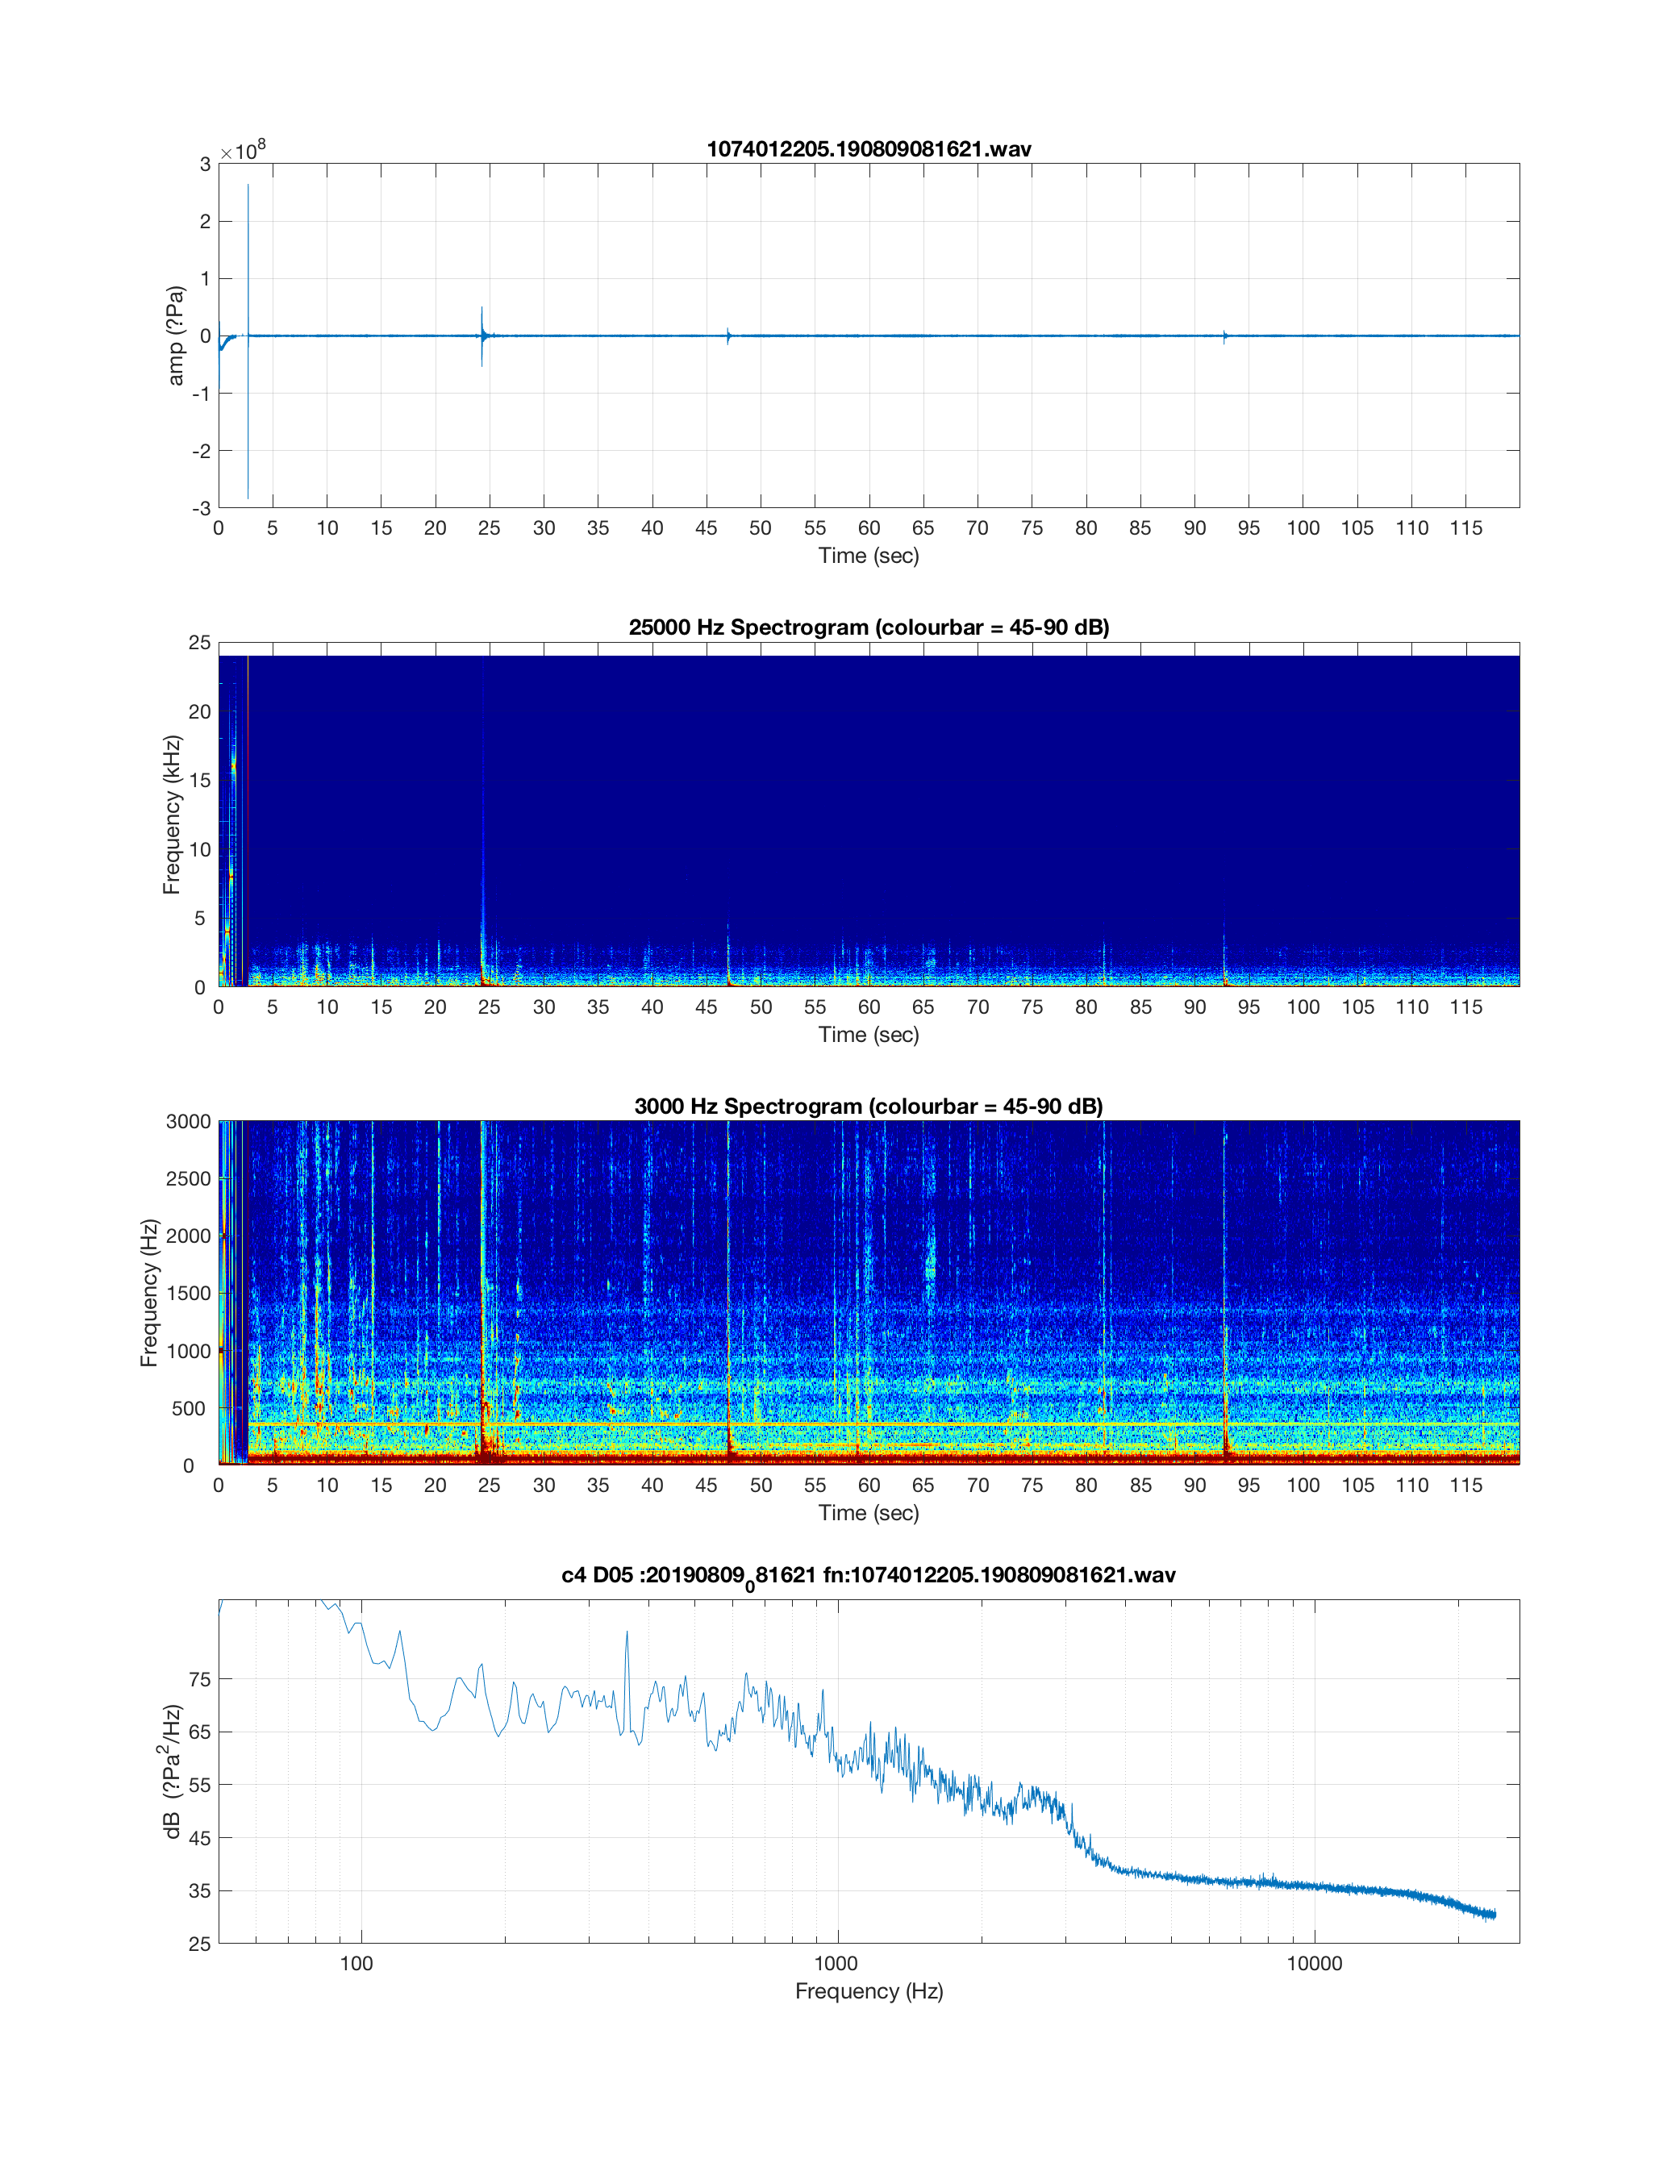 1074012205.190809081621.wav
×10^8
3
2
1
0
-1
-2
-3
amp (?Pa)
0 5 10 15 20 25 30 35 40 45 50 55 60 65 70 75 80 85 90 95 100 105 110 115
Time (sec)
25000 Hz Spectrogram (colourbar = 45-90 dB)
25
20
15
10
5
0
Frequency (kHz)
0 5 10 15 20 25 30 35 40 45 50 55 60 65 70 75 80 85 90 95 100 105 110 115
Time (sec)
3000 Hz Spectrogram (colourbar = 45-90 dB)
3000
2500
2000
1500
1000
500
0
Frequency (Hz)
0 5 10 15 20 25 30 35 40 45 50 55 60 65 70 75 80 85 90 95 100 105 110 115
Time (sec)
c4 D05 :20190809_081621 fn:1074012205.190809081621.wav
75
65
55
45
35
25
dB (?Pa²/Hz)
100 1000 10000
Frequency (Hz)